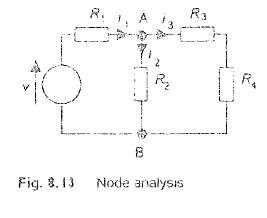 R₁ i₁ A i₃ R₃
i₂
v R₂ R₄
B
Fig. 8.13 Node analysis